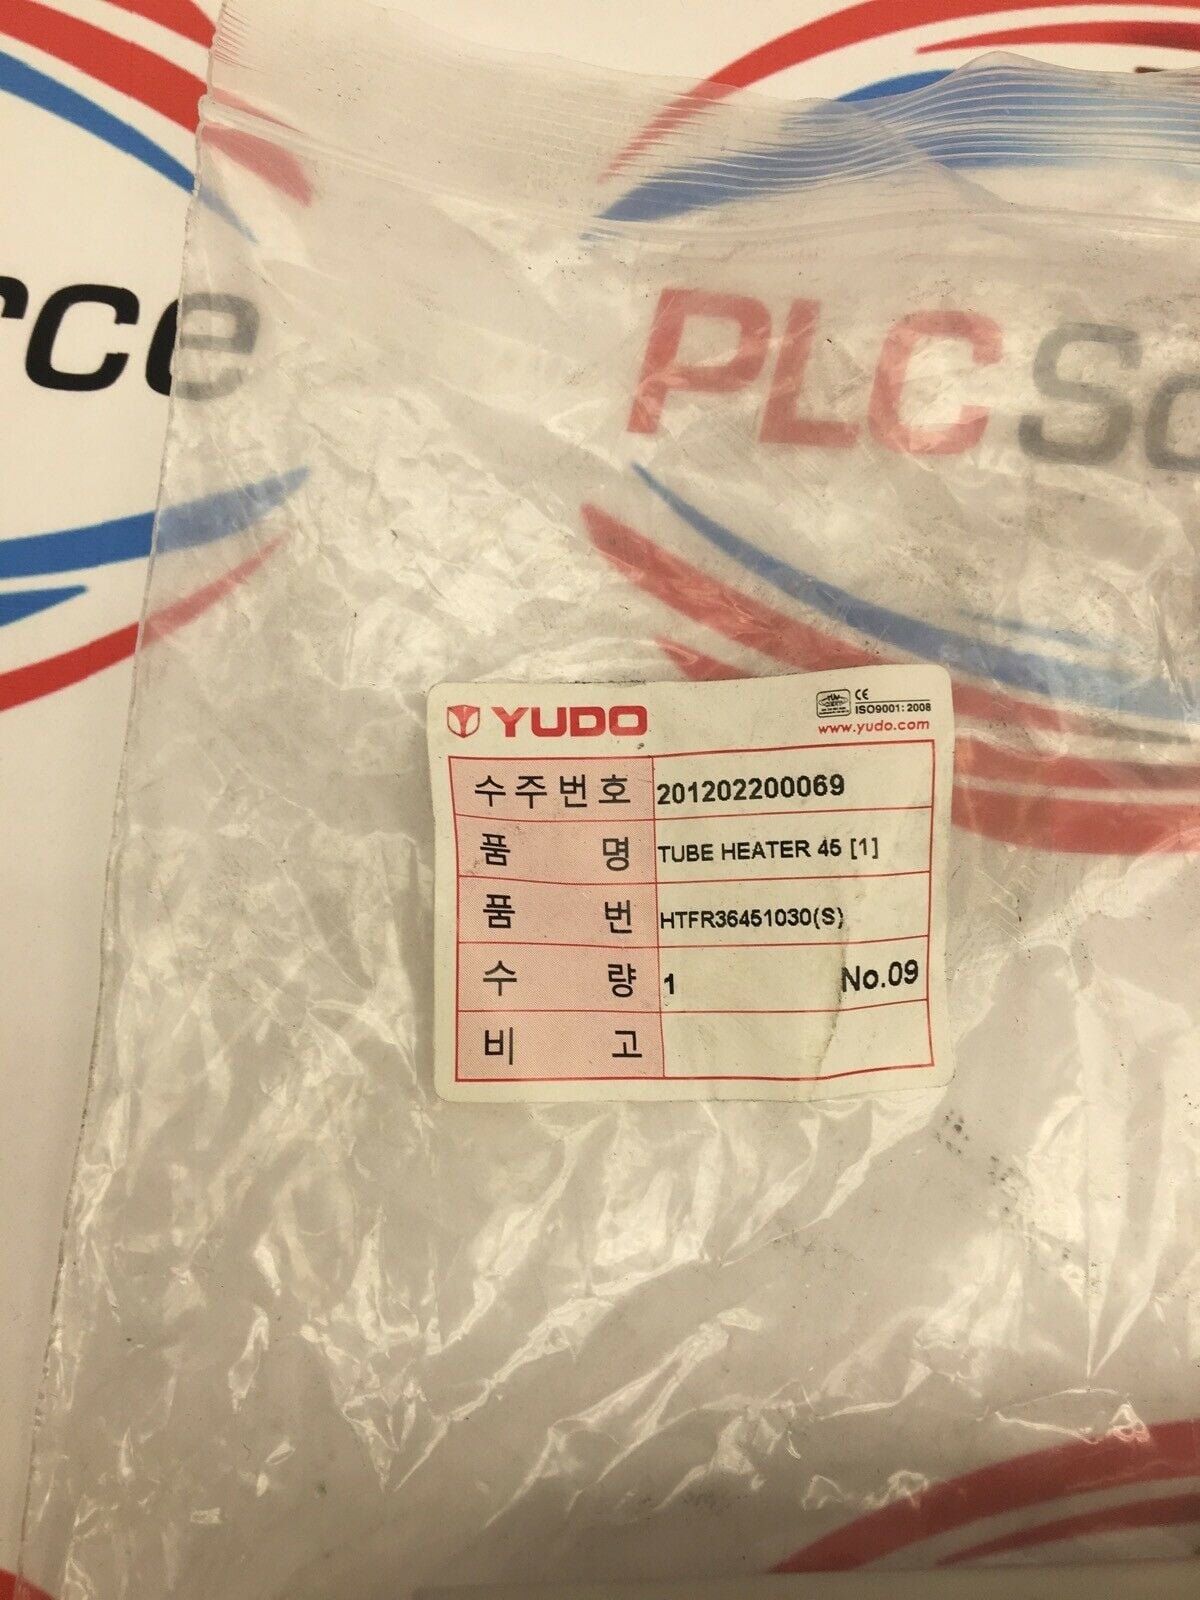 rce
PLC So
YUDO
CE
ISO9001:2008
www.yudo.com
수주번호 201202200069
품명 TUBE HEATER 45 [1]
품번 HTFR36451030(S)
수량 1 No.09
비고